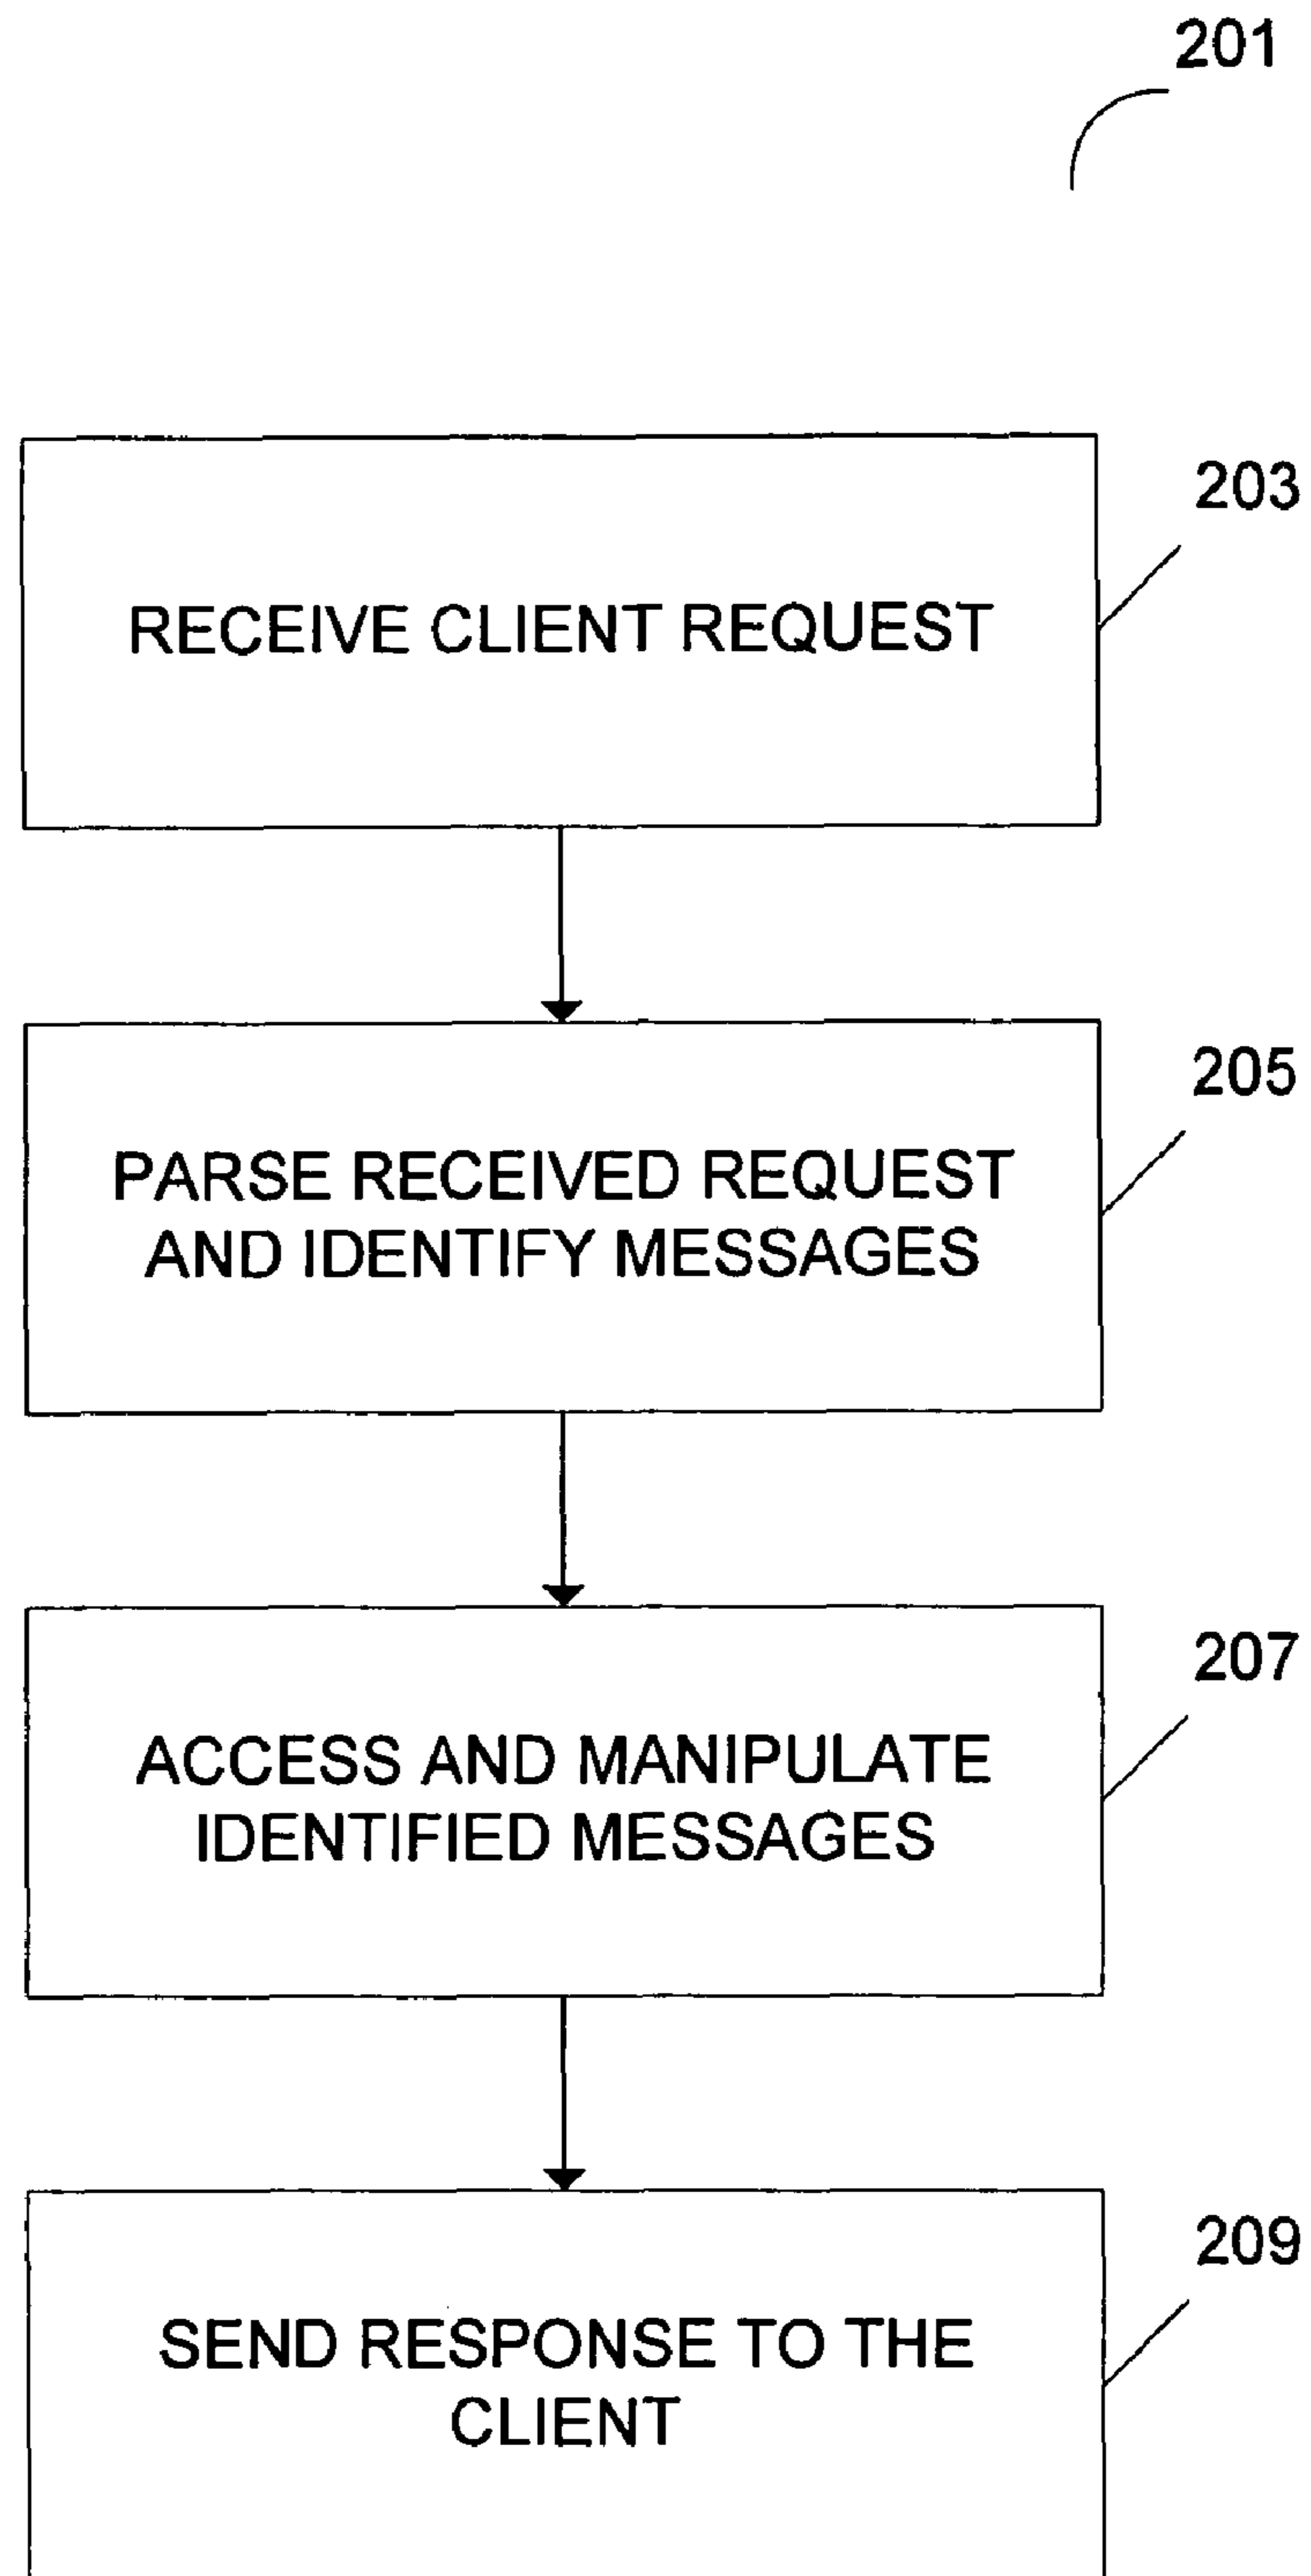 201
203
RECEIVE CLIENT REQUEST
205
PARSE RECEIVED REQUEST
AND IDENTIFY MESSAGES
207
ACCESS AND MANIPULATE
IDENTIFIED MESSAGES
209
SEND RESPONSE TO THE
CLIENT